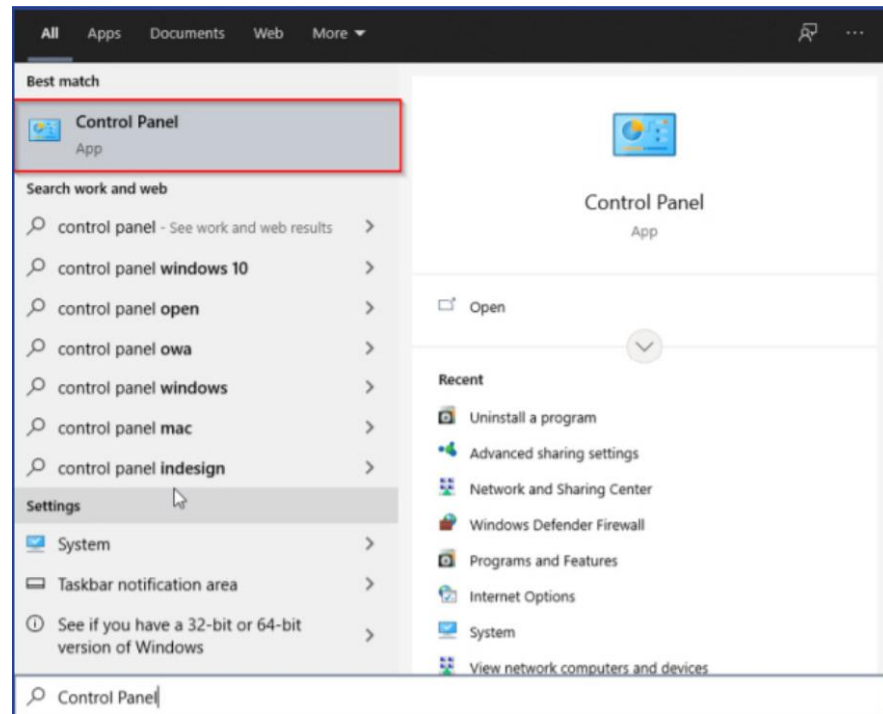 All Apps Documents Web More
Best match
Control Panel
App
Search work and web
control panel - See work and web results
control panel windows 10
control panel open
control panel owa
control panel windows
control panel mac
control panel indesign
Settings
System
Taskbar notification area
See if you have a 32-bit or 64-bit
version of Windows
Control Panel
App
Open
Recent
Uninstall a program
Advanced sharing settings
Network and Sharing Center
Windows Defender Firewall
Programs and Features
Internet Options
System
View network computers and devices
Control Panel